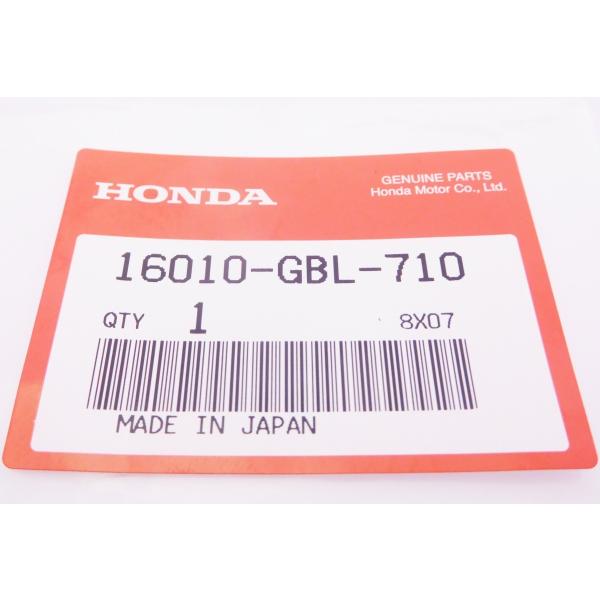 HONDA
GENUINE PARTS
Honda Motor Co., Ltd.
16010-GBL-710
QTY 1 8X07
MADE IN JAPAN